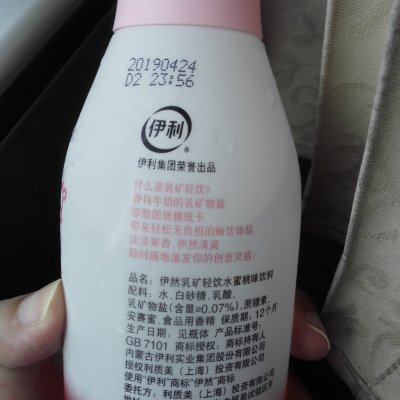 20190424
D2 23:56
伊利
®
伊利集团荣誉出品
什么是乳矿轻饮?
源自牛奶的乳矿物盐
零脂肪低糖低卡
带来轻松无负担的畅饮体验
淡淡果香,伊然清爽
随时随地激发你的创意灵感!
品名:伊然乳矿轻饮水蜜桃味饮料
配料:水、白砂糖、乳酸、
乳矿物盐(含量≥0.07%)、蔗糖素、
安赛蜜、食品用香精 保质期:12个月
生产日期:见瓶体 产品标准号:
GB 7101 商标授权:商标持有人
内蒙古伊利实业集团股份有限公司
授权利质美(上海)投资有限公司
使用“伊利”商标“伊然”商标
委托方:利质美(上海)投资有限公司